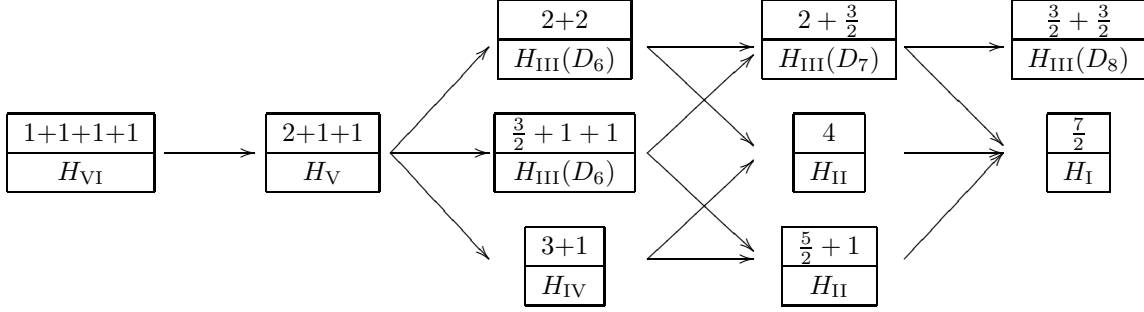 2+2
H_III(D_6)
2 + 3/2
H_III(D_7)
3/2 + 3/2
H_III(D_8)
1+1+1+1
H_VI
2+1+1
H_V
3/2 + 1 + 1
H_III(D_6)
4
H_II
7/2
H_I
3+1
H_IV
5/2 + 1
H_II